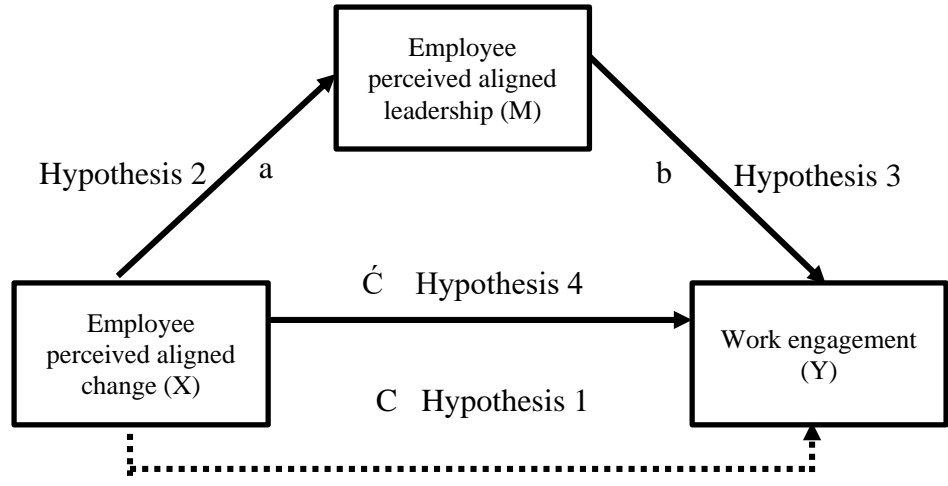 Employee
perceived aligned
leadership (M)
Hypothesis 2
a
b
Hypothesis 3
Ć Hypothesis 4
Employee
perceived aligned
change (X)
Work engagement
(Y)
C Hypothesis 1